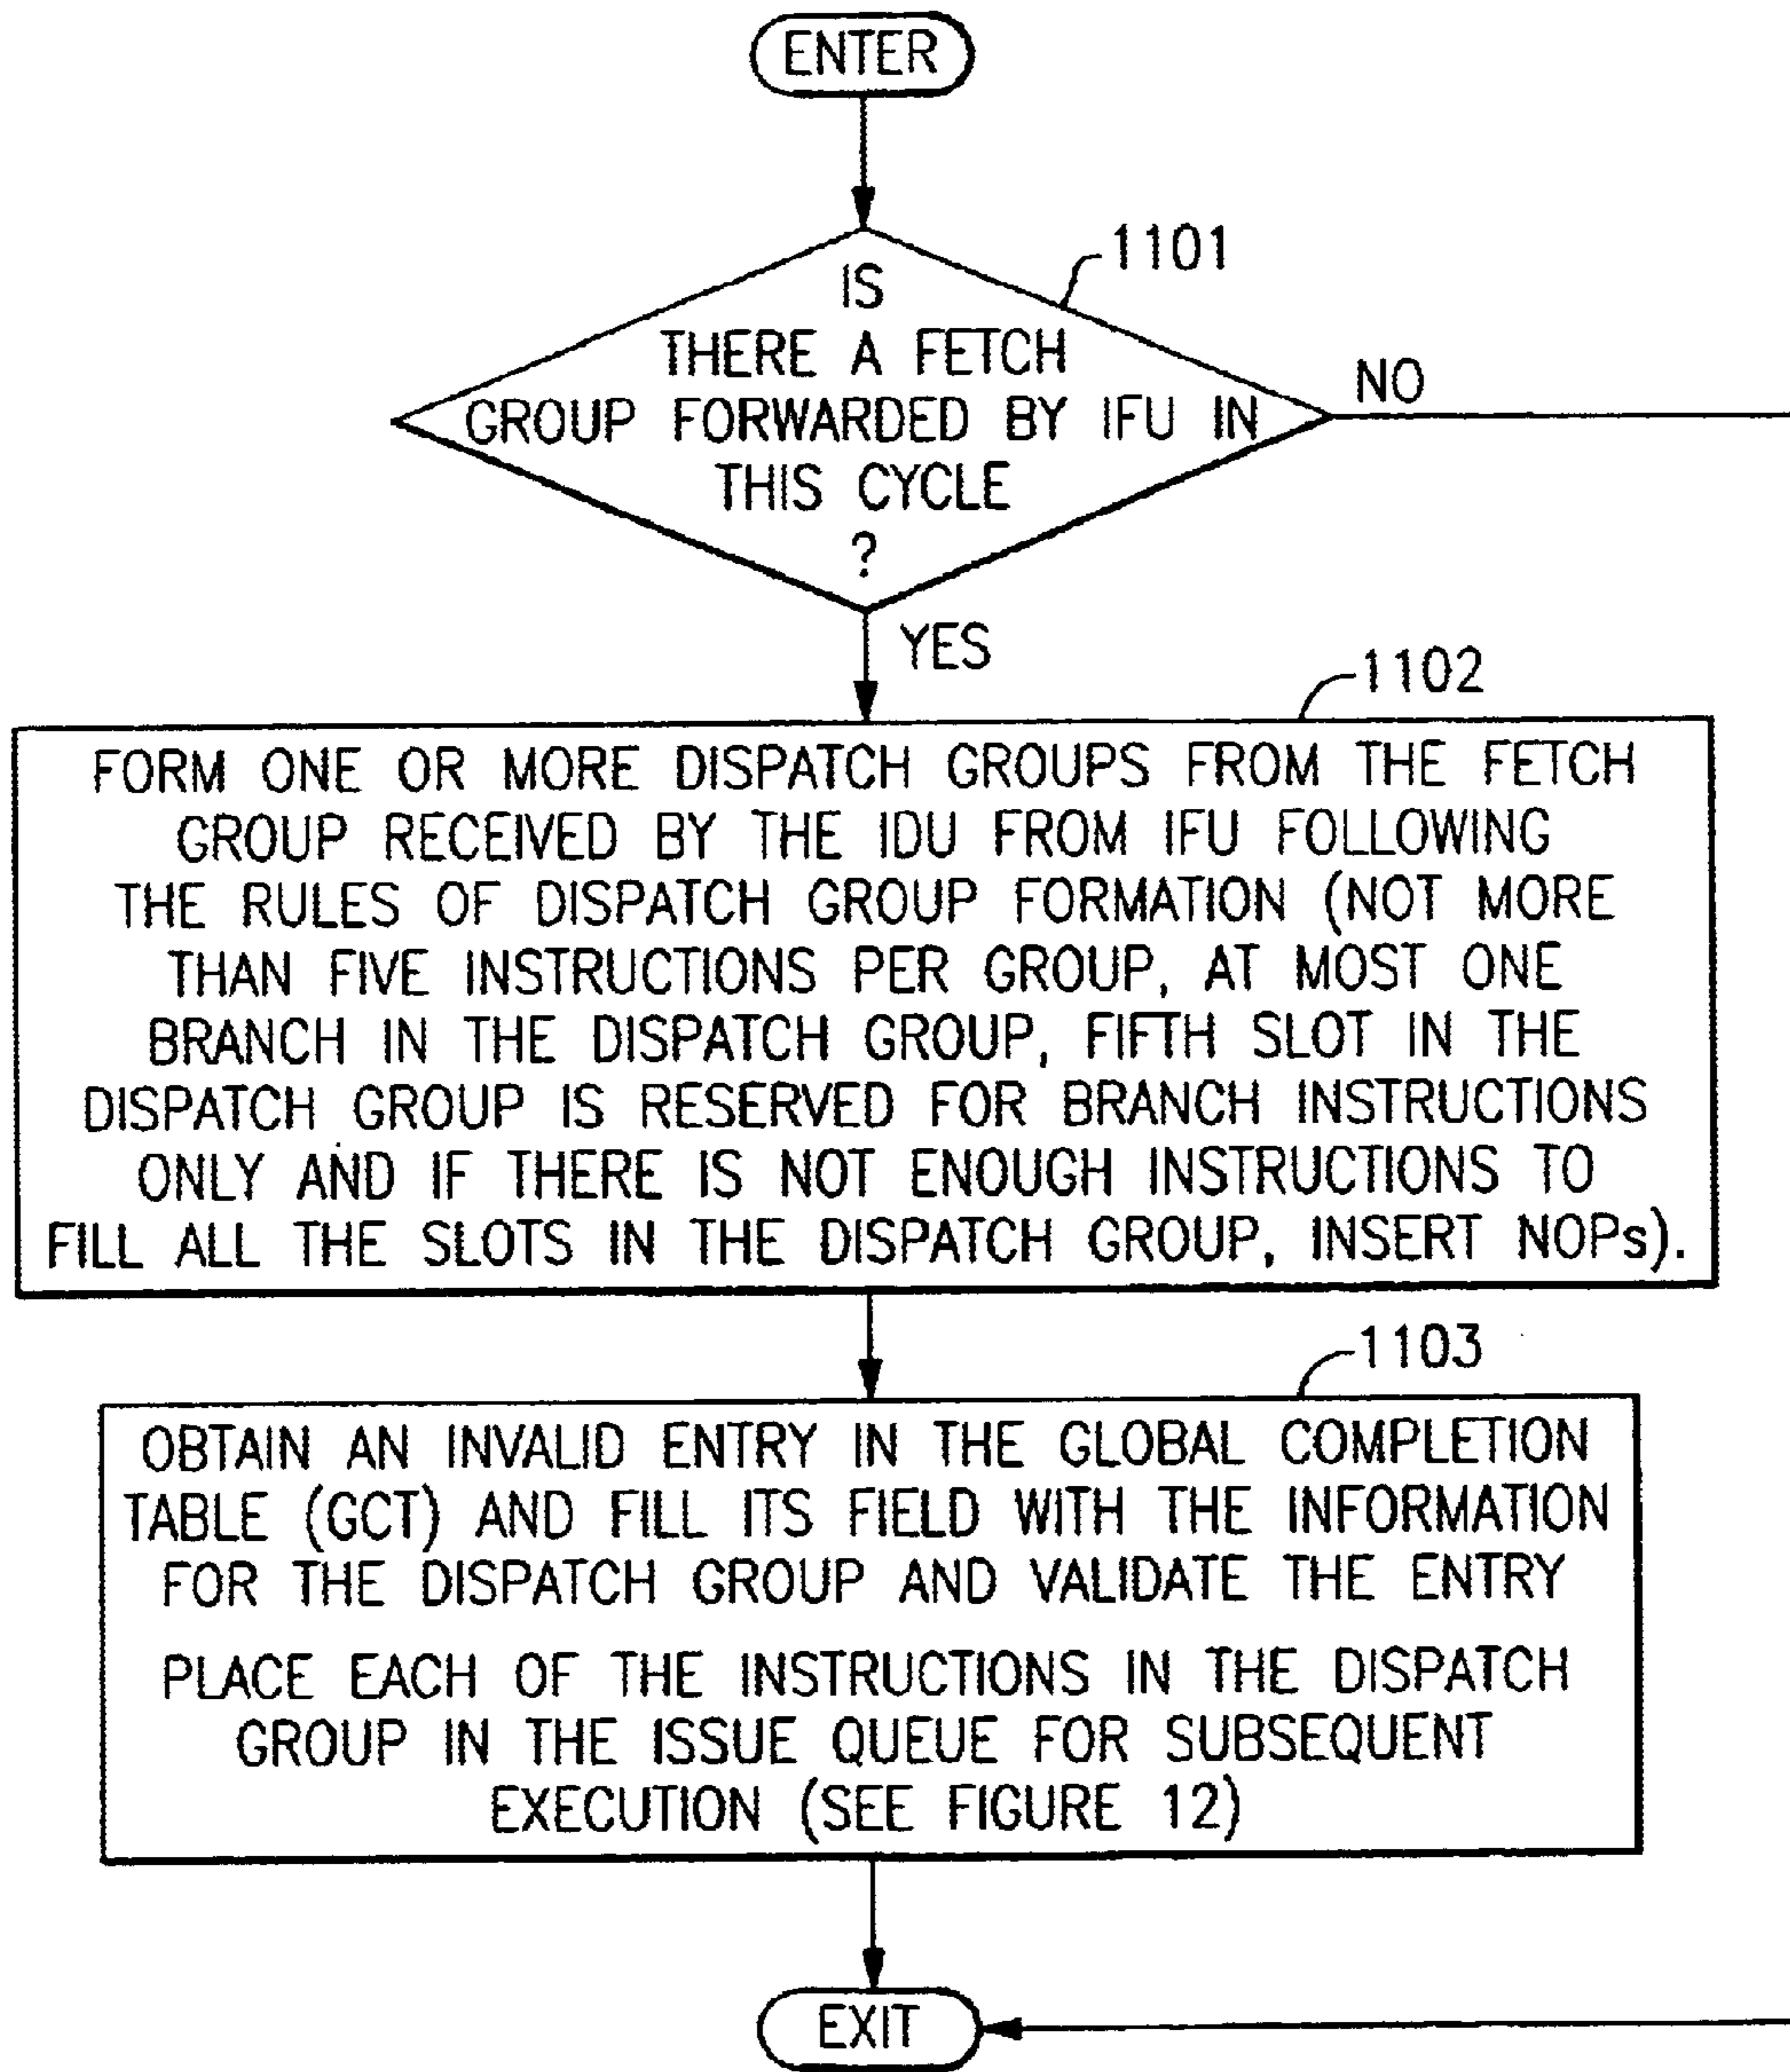 ENTER
1101
IS
THERE A FETCH
GROUP FORWARDED BY IFU IN
THIS CYCLE
?
NO
YES
1102
FORM ONE OR MORE DISPATCH GROUPS FROM THE FETCH
GROUP RECEIVED BY THE IDU FROM IFU FOLLOWING
THE RULES OF DISPATCH GROUP FORMATION (NOT MORE
THAN FIVE INSTRUCTIONS PER GROUP, AT MOST ONE
BRANCH IN THE DISPATCH GROUP, FIFTH SLOT IN THE
DISPATCH GROUP IS RESERVED FOR BRANCH INSTRUCTIONS
ONLY AND IF THERE IS NOT ENOUGH INSTRUCTIONS TO
FILL ALL THE SLOTS IN THE DISPATCH GROUP, INSERT NOPs).
1103
OBTAIN AN INVALID ENTRY IN THE GLOBAL COMPLETION
TABLE (GCT) AND FILL ITS FIELD WITH THE INFORMATION
FOR THE DISPATCH GROUP AND VALIDATE THE ENTRY
PLACE EACH OF THE INSTRUCTIONS IN THE DISPATCH
GROUP IN THE ISSUE QUEUE FOR SUBSEQUENT
EXECUTION (SEE FIGURE 12)
EXIT